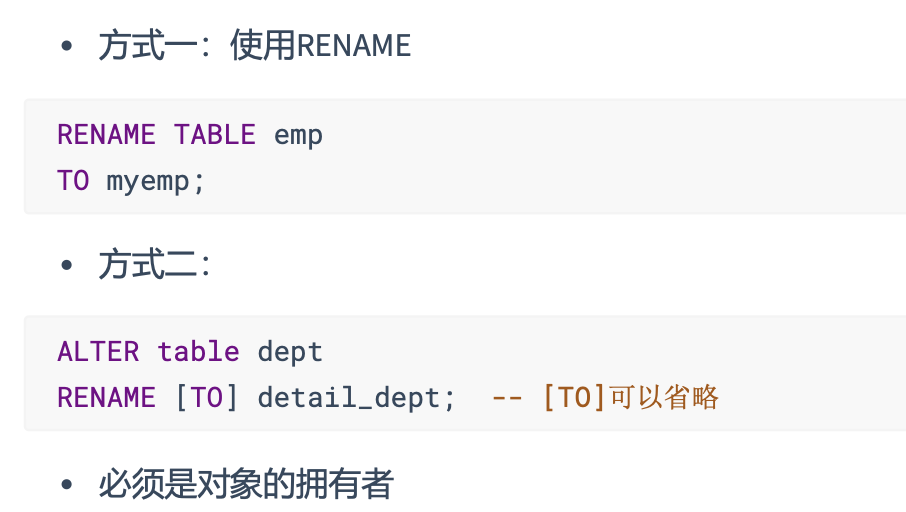 • 方式一：使用RENAME
RENAME TABLE emp
TO myemp;
• 方式二：
ALTER table dept
RENAME [TO] detail_dept;  -- [TO]可以省略
• 必须是对象的拥有者